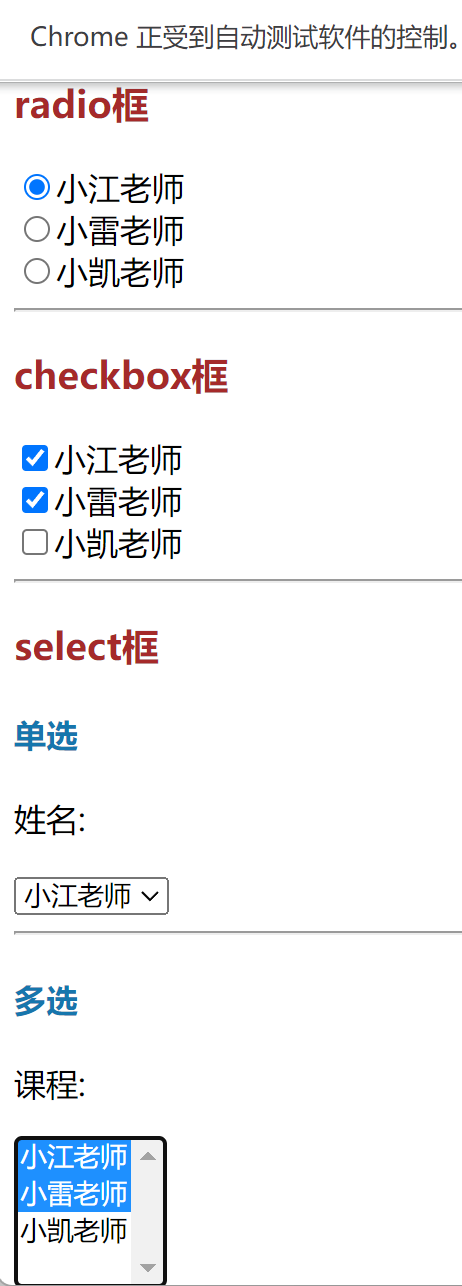 Chrome 正受到自动测试软件的控制。
radio框
小江老师
小雷老师
小凯老师
checkbox框
小江老师
小雷老师
小凯老师
select框
单选
姓名:
小江老师
多选
课程:
小江老师
小雷老师
小凯老师